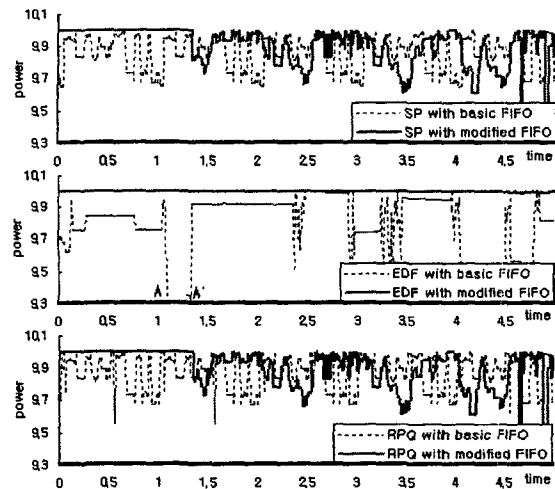 10,1
9,9
9,7
9,5
9,3
power
SP with basic FIFO
SP with modified FIFO
0 0,5 1 1,5 2 2,5 3 3,5 4 4,5 time
10,1
9,9
9,7
9,5
9,3
power
A A'
EDF with basic FIFO
EDF with modified FIFO
0 0,5 1 1,5 2 2,5 3 3,5 4 4,5 time
10,1
9,9
9,7
9,5
9,3
power
RPQ with basic FIFO
RPQ with modified FIFO
0 0,5 1 1,5 2 2,5 3 3,5 4 4,5 time